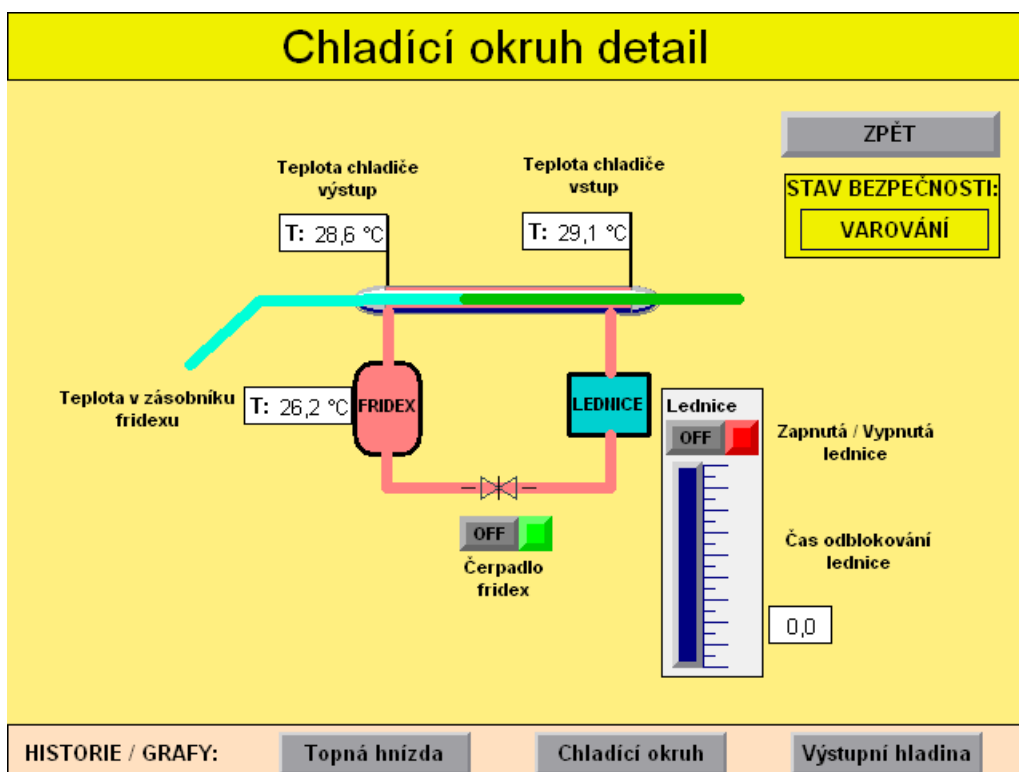 Chladící okruh detail
ZPĚT
Teplota chladiče
výstup
Teplota chladiče
vstup
STAV BEZPEČNOSTI:
VAROVÁNÍ
T: 28,6 °C
T: 29,1 °C
Teplota v zásobníku
fridexu
T: 26,2 °C
FRIDEX
LEDNICE
Lednice
OFF
Zapnutá / Vypnutá
lednice
OFF
Čerpadlo
fridex
Čas odblokování
lednice
0,0
HISTORIE / GRAFY:
Topná hnízda
Chladící okruh
Výstupní hladina